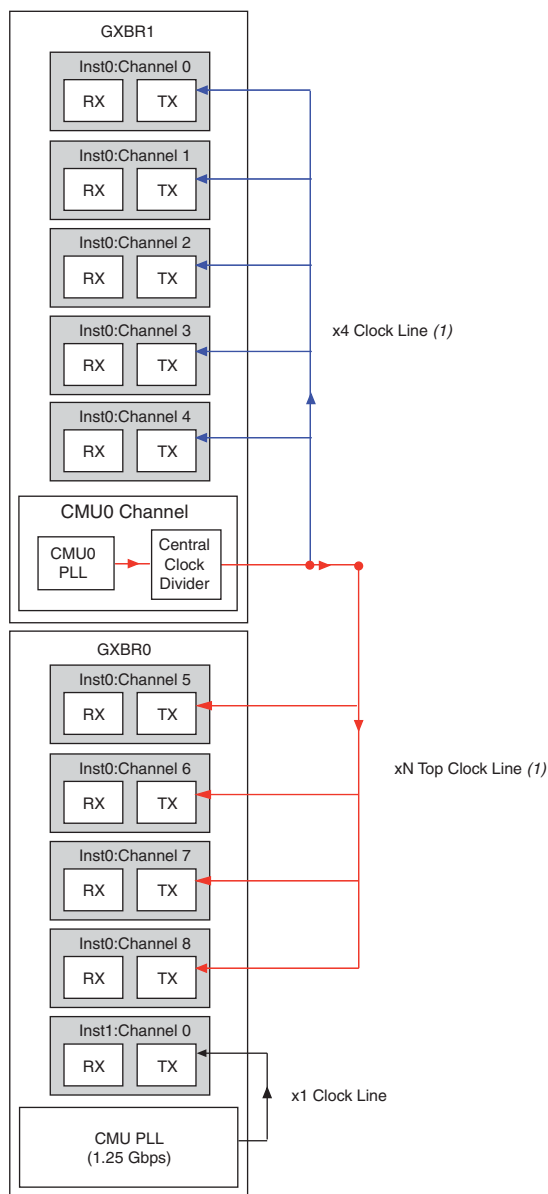 GXBR1
Inst0:Channel 0
RX TX
Inst0:Channel 1
RX TX
Inst0:Channel 2
RX TX
Inst0:Channel 3
RX TX
x4 Clock Line (1)
Inst0:Channel 4
RX TX
CMU0 Channel
CMU0
PLL
Central
Clock
Divider
GXBR0
Inst0:Channel 5
RX TX
xN Top Clock Line (1)
Inst0:Channel 6
RX TX
Inst0:Channel 7
RX TX
Inst0:Channel 8
RX TX
Inst1:Channel 0
RX TX
x1 Clock Line
CMU PLL
(1.25 Gbps)